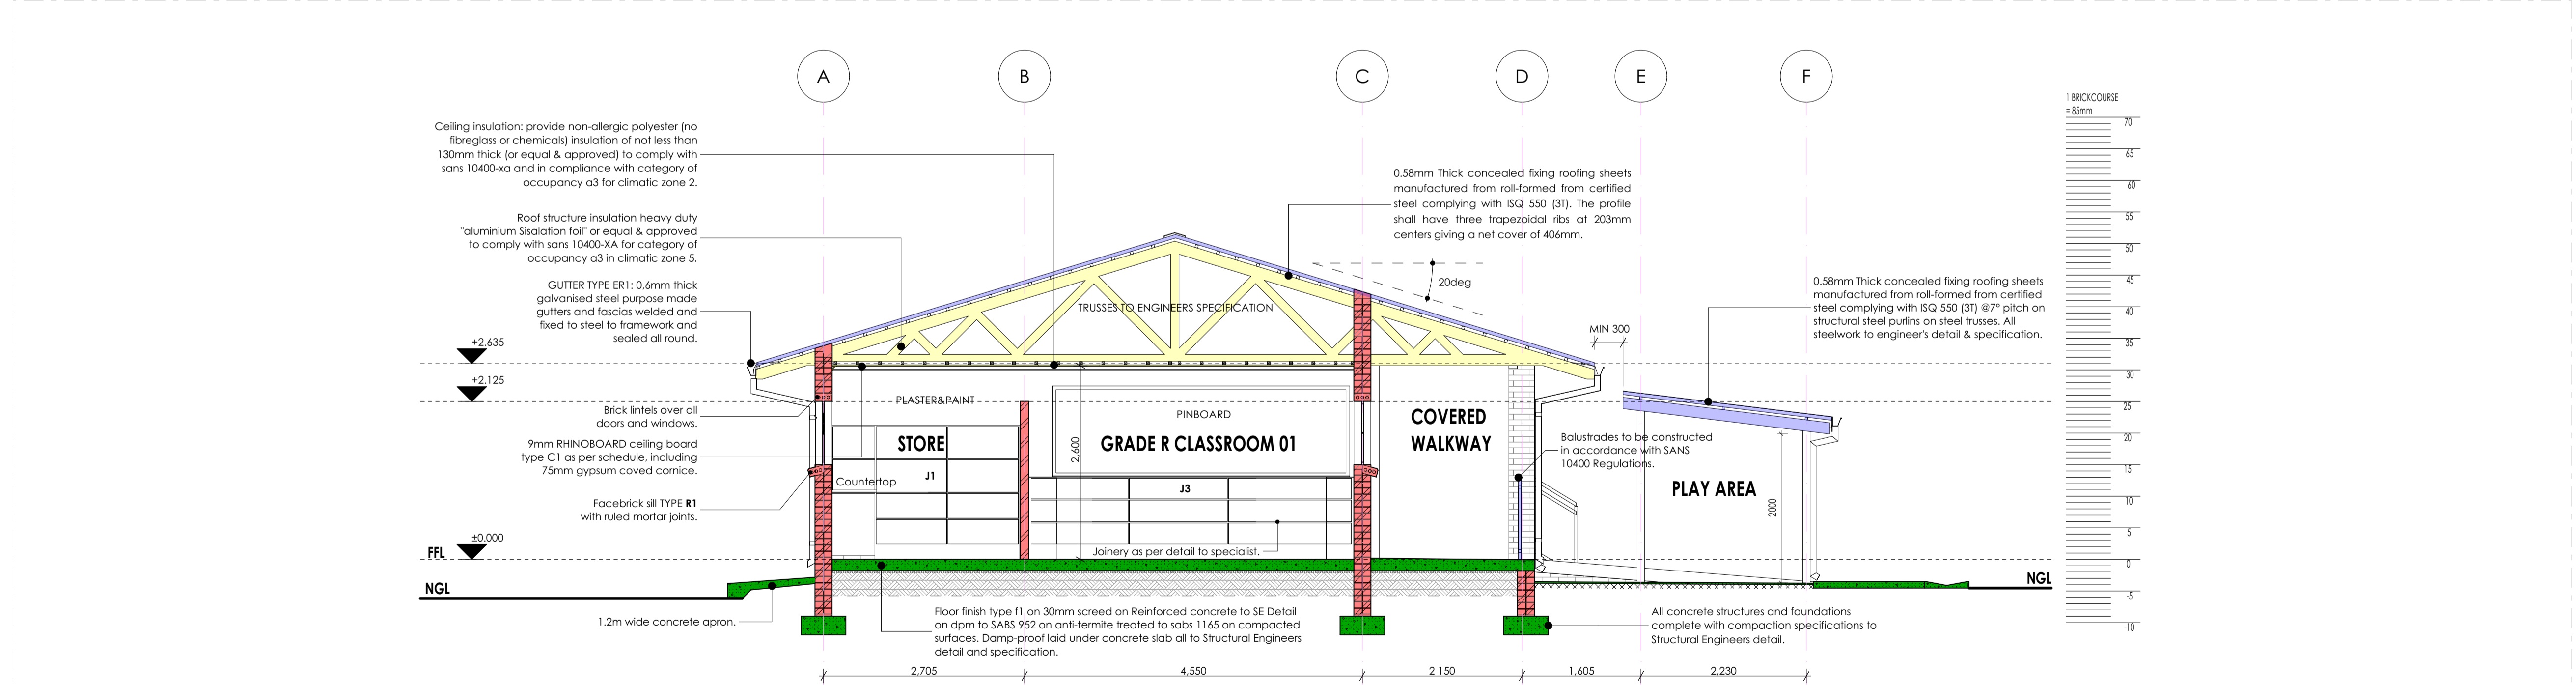 A
B
C
D
E
F
1 BRICKCOURSE
= 85mm
70
65
60
55
50
45
40
35
30
25
20
15
10
5
0
-5
-10
Ceiling insulation: provide non-allergic polyester (no
fibreglass or chemicals) insulation of not less than
130mm thick (or equal & approved) to comply with
sans 10400-xa and in compliance with category of
occupancy a3 for climatic zone 2.
Roof structure insulation heavy duty
"aluminium Sisalation foil" or equal & approved
to comply with sans 10400-XA for category of
occupancy a3 in climatic zone 5.
GUTTER TYPE ER1: 0,6mm thick
galvanised steel purpose made
gutters and fascias welded and
fixed to steel to framework and
sealed all round.
+2.635
+2.125
Brick lintels over all
doors and windows.
9mm RHINOBOARD ceiling board
type C1 as per schedule, including
75mm gypsum coved cornice.
Facebrick sill TYPE R1
with ruled mortar joints.
±0.000
FFL
NGL
1.2m wide concrete apron.
0.58mm Thick concealed fixing roofing sheets
manufactured from roll-formed from certified
steel complying with ISQ 550 (3T). The profile
shall have three trapezoidal ribs at 203mm
centers giving a net cover of 406mm.
20deg
TRUSSES TO ENGINEERS SPECIFICATION
MIN 300
0.58mm Thick concealed fixing roofing sheets
manufactured from roll-formed from certified
steel complying with ISQ 550 (3T) @7° pitch on
structural steel purlins on steel trusses. All
steelwork to engineer's detail & specification.
PLASTER&PAINT
STORE
J1
Countertop
2,600
PINBOARD
GRADE R CLASSROOM 01
J3
Joinery as per detail to specialist.
COVERED
WALKWAY
Balustrades to be constructed
in accordance with SANS
10400 Regulations.
PLAY AREA
2000
NGL
Floor finish type f1 on 30mm screed on Reinforced concrete to SE Detail
on dpm to SABS 952 on anti-termite treated to sabs 1165 on compacted
surfaces. Damp-proof laid under concrete slab all to Structural Engineers
detail and specification.
All concrete structures and foundations
complete with compaction specifications to
Structural Engineers detail.
2,705
4,550
2 150
1,605
2,230